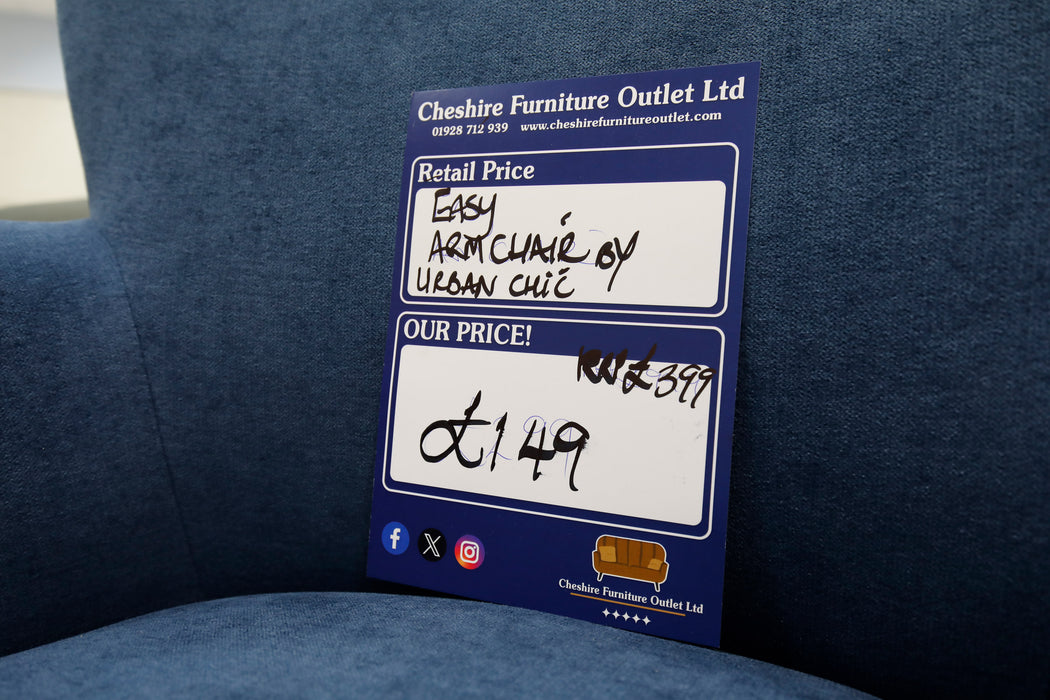 Cheshire Furniture Outlet Ltd
01928 712 939 www.cheshirefurnitureoutlet.com
Retail Price
EASY
ARMCHAIR BY
URBAN CHIC
OUR PRICE!
RRP £399
£149
Cheshire Furniture Outlet Ltd